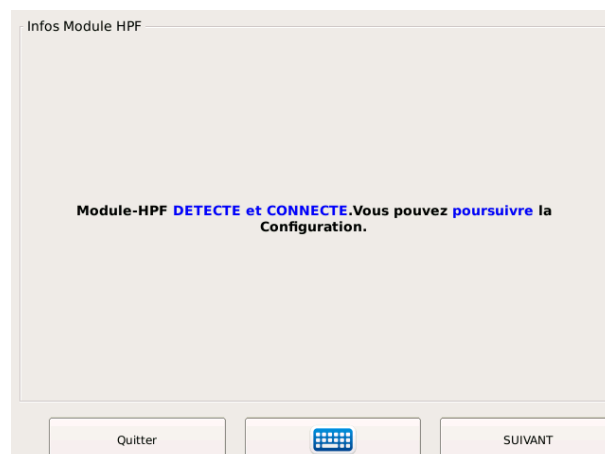 Infos Module HPF
Module-HPF DETECTE et CONNECTE.Vous pouvez poursuivre la
Configuration.
Quitter
SUIVANT